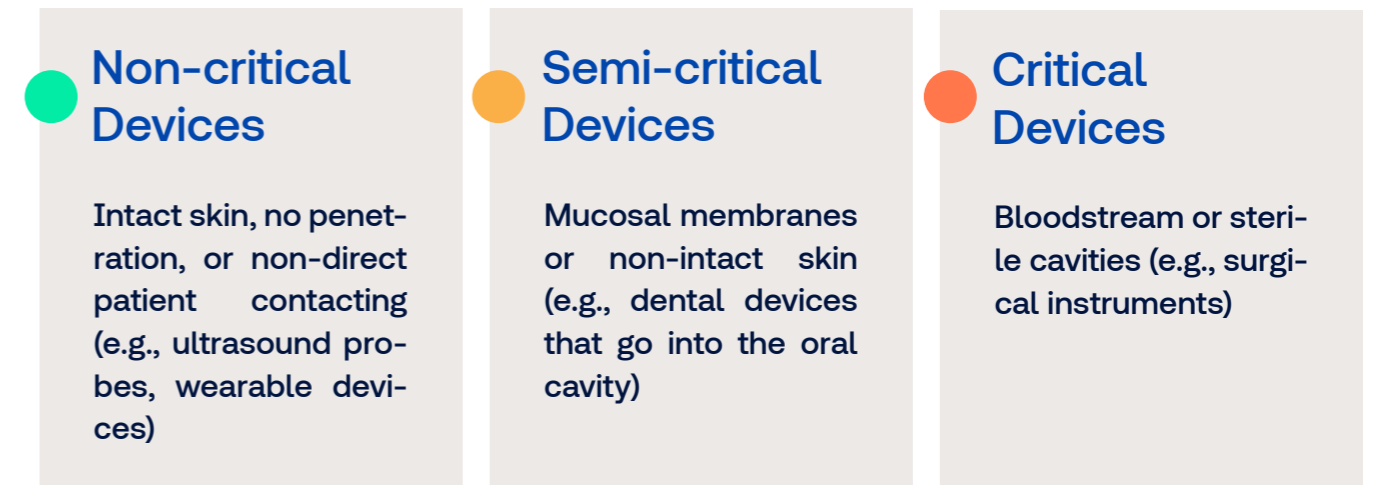 Non-critical
Devices
Intact skin, no penet-
ration, or non-direct
patient contacting
(e.g., ultrasound pro-
bes, wearable devi-
ces)
Semi-critical
Devices
Mucosal membranes
or non-intact skin
(e.g., dental devices
that go into the oral
cavity)
Critical
Devices
Bloodstream or steri-
le cavities (e.g., surgi-
cal instruments)